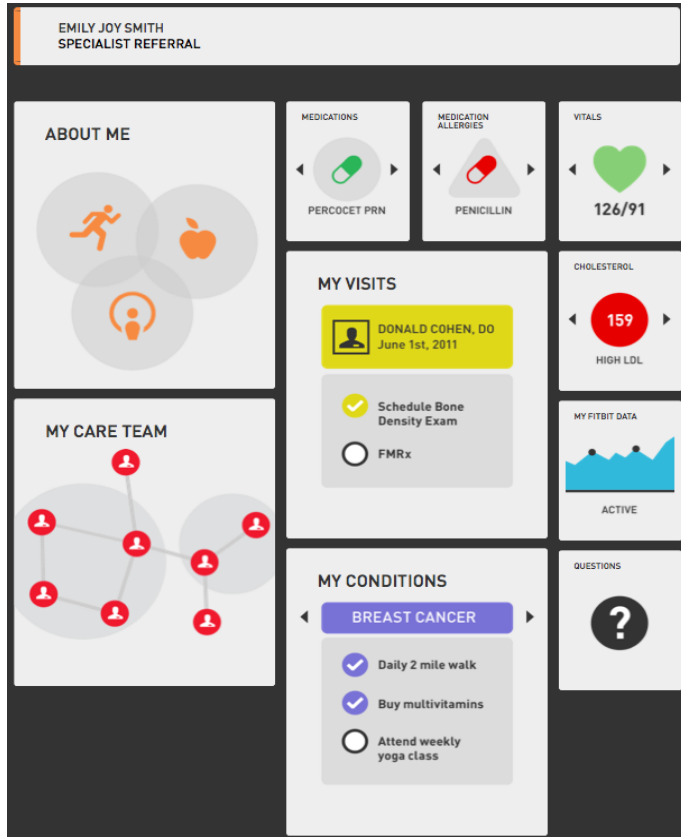 EMILY JOY SMITH
SPECIALIST REFERRAL
ABOUT ME
MEDICATIONS
PERCOCET PRN
MEDICATION
ALLERGIES
PENICILLIN
VITALS
126/91
MY VISITS
DONALD COHEN, DO
June 1st, 2011
Schedule Bone
Density Exam
FMRx
CHOLESTEROL
159
HIGH LDL
MY CARE TEAM
MY FITBIT DATA
ACTIVE
MY CONDITIONS
BREAST CANCER
Daily 2 mile walk
Buy multivitamins
Attend weekly
yoga class
QUESTIONS
?